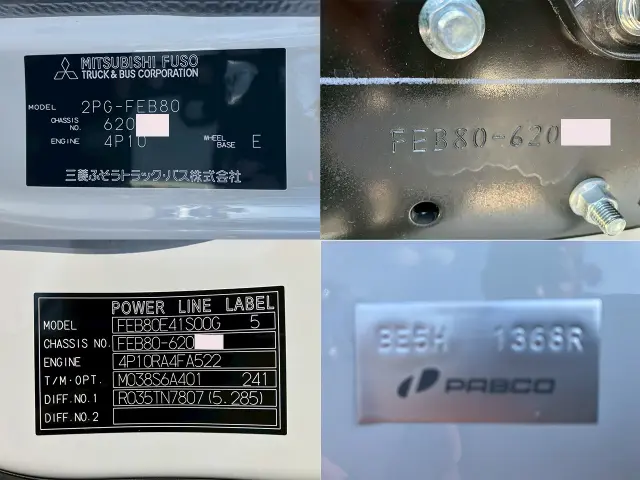 MITSUBISHI FUSO
TRUCK & BUS CORPORATION
MODEL 2PG-FEB80
CHASSIS NO. 620
ENGINE 4P10 WHEEL BASE E
三菱ふそうトラック・バス株式会社
FEB80-620
POWER LINE LABEL
MODEL FEB80E41S00G 5
CHASSIS NO. FEB80-620
ENGINE 4P10RA4FA522
T/M・OPT. M038S6A401 241
DIFF.NO.1 R035TN7807(5.285)
DIFF.NO.2
BE5H 1368R
PABCO